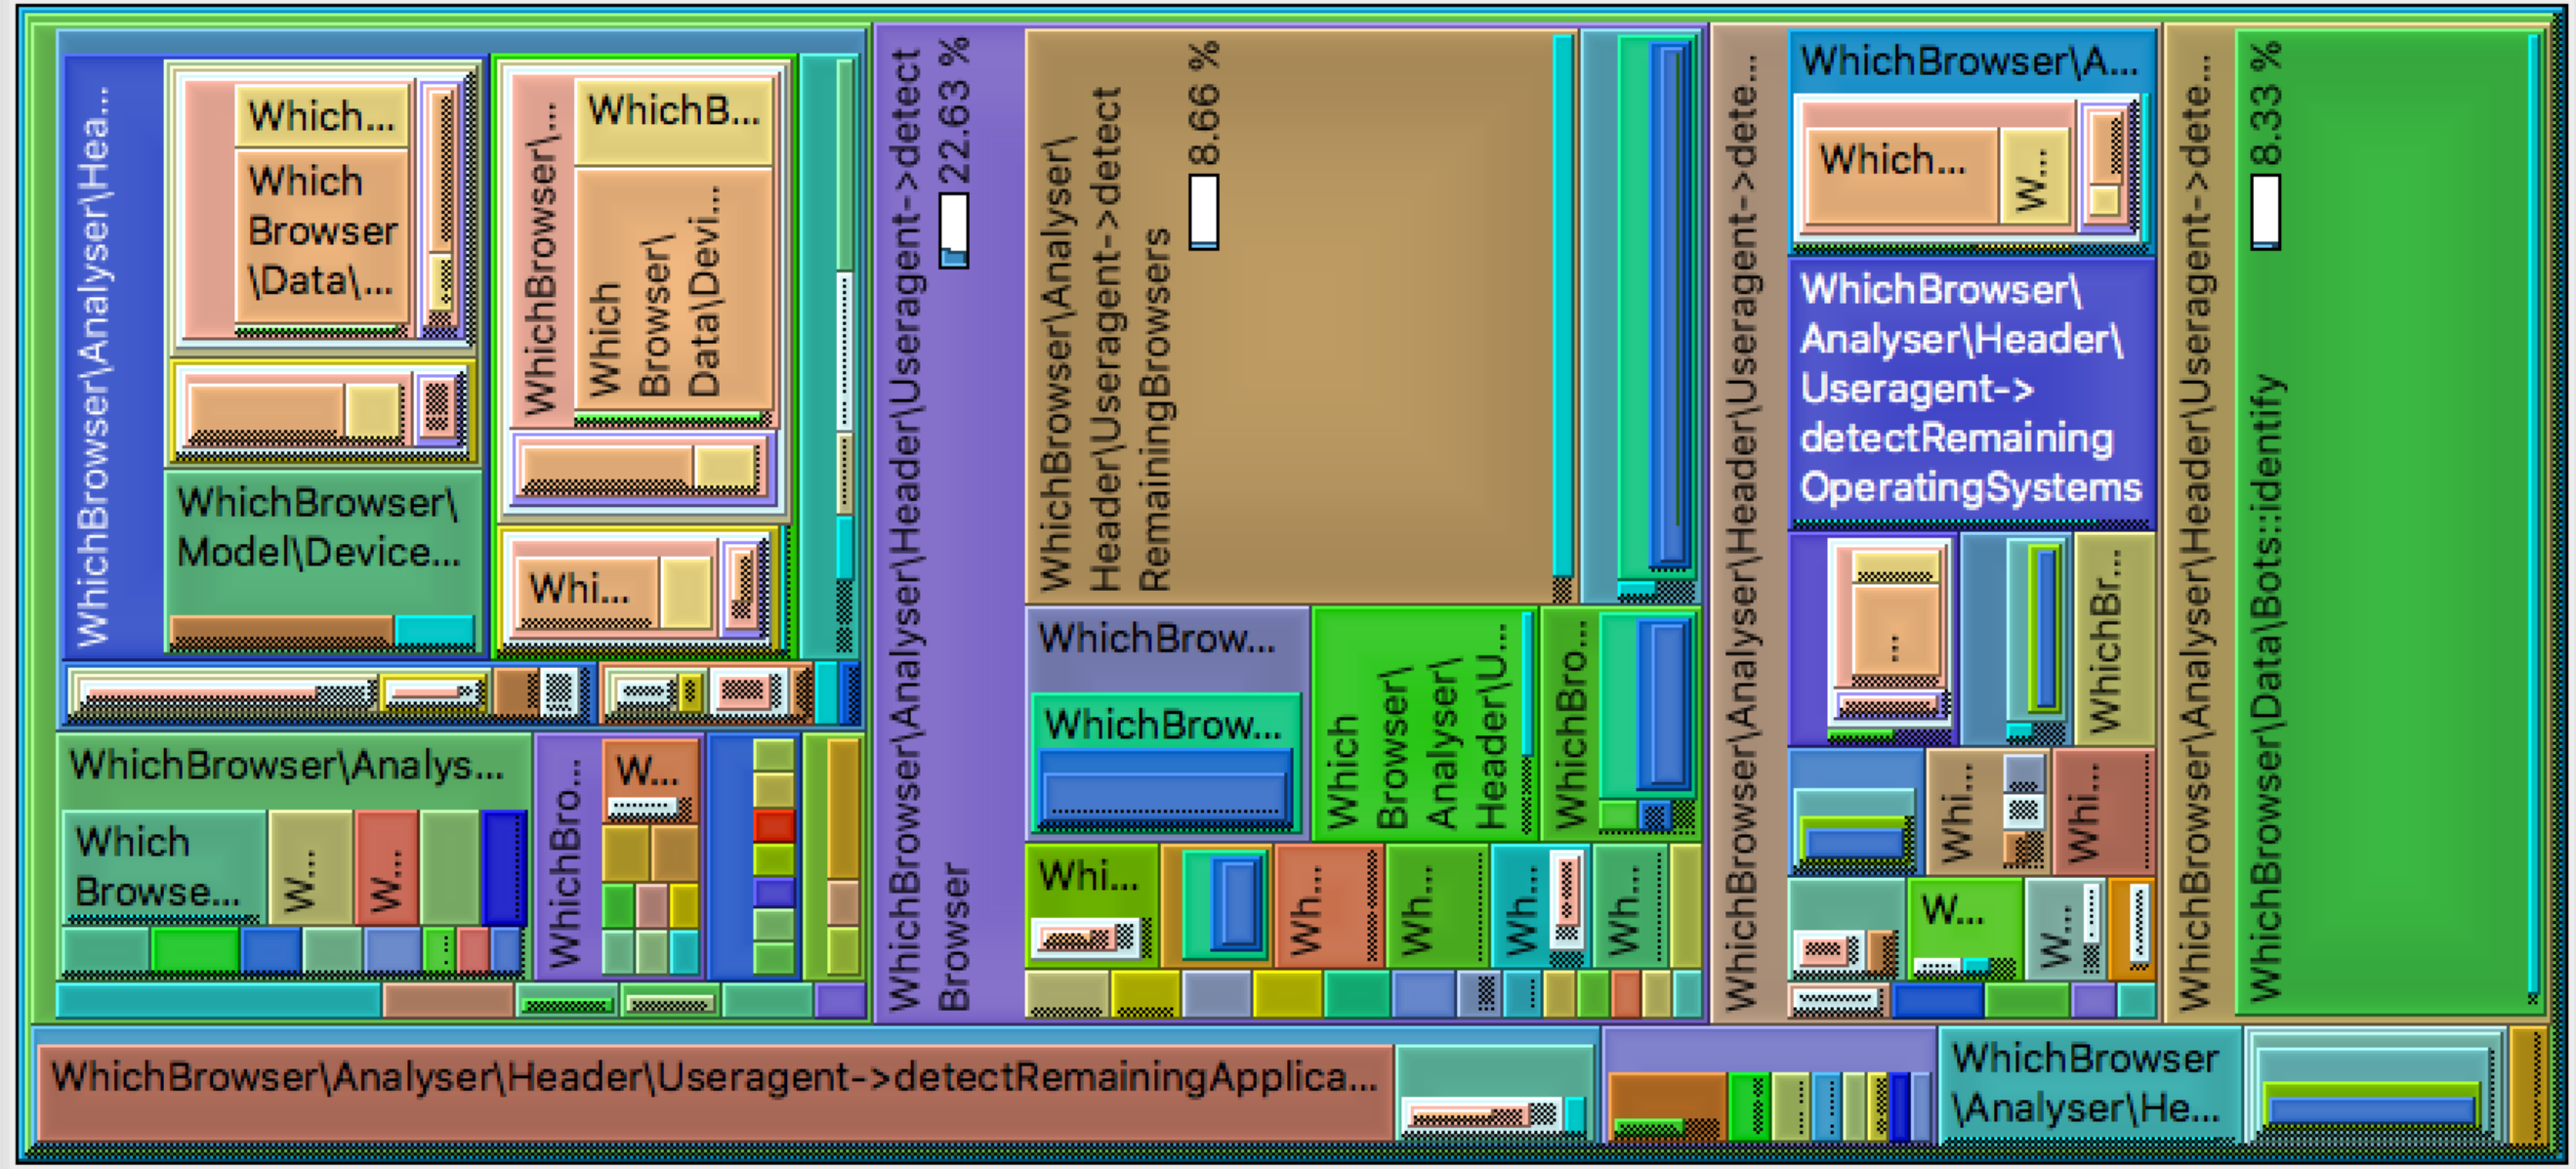 WhichBrowser\Analyser\Hea...
Which...
Which
Browser
\Data\...
WhichBrowser\
Model\Device...
WhichBrowser\...
WhichB...
Which
Browser\
Data\Devi...
Whi...
WhichBrowser\Analys...
Which
Browse...
W...
W...
WhichBro...
W...
WhichBrowser\Analyser\Header\Useragent->detect
Browser
22.63 %
WhichBrowser\Analyser\
Header\Useragent->detect
RemainingBrowsers
8.66 %
WhichBrow...
WhichBrow...
Which
Browser\
Analyser\
Header\U...
WhichBro...
Whi...
Wh...
Wh...
Wh...
Wh...
WhichBrowser\Analyser\Header\Useragent->dete...
WhichBrowser\A...
Which...
W...
WhichBrowser\
Analyser\Header\
Useragent->
detectRemaining
OperatingSystems
...
WhichBr...
Whi...
Whi...
W...
W...
WhichBrowser\Analyser\Header\Useragent->dete...
WhichBrowser\Data\Bots::identify
8.33 %
WhichBrowser\Analyser\Header\Useragent->detectRemainingApplica...
WhichBrowser
\Analyser\He...